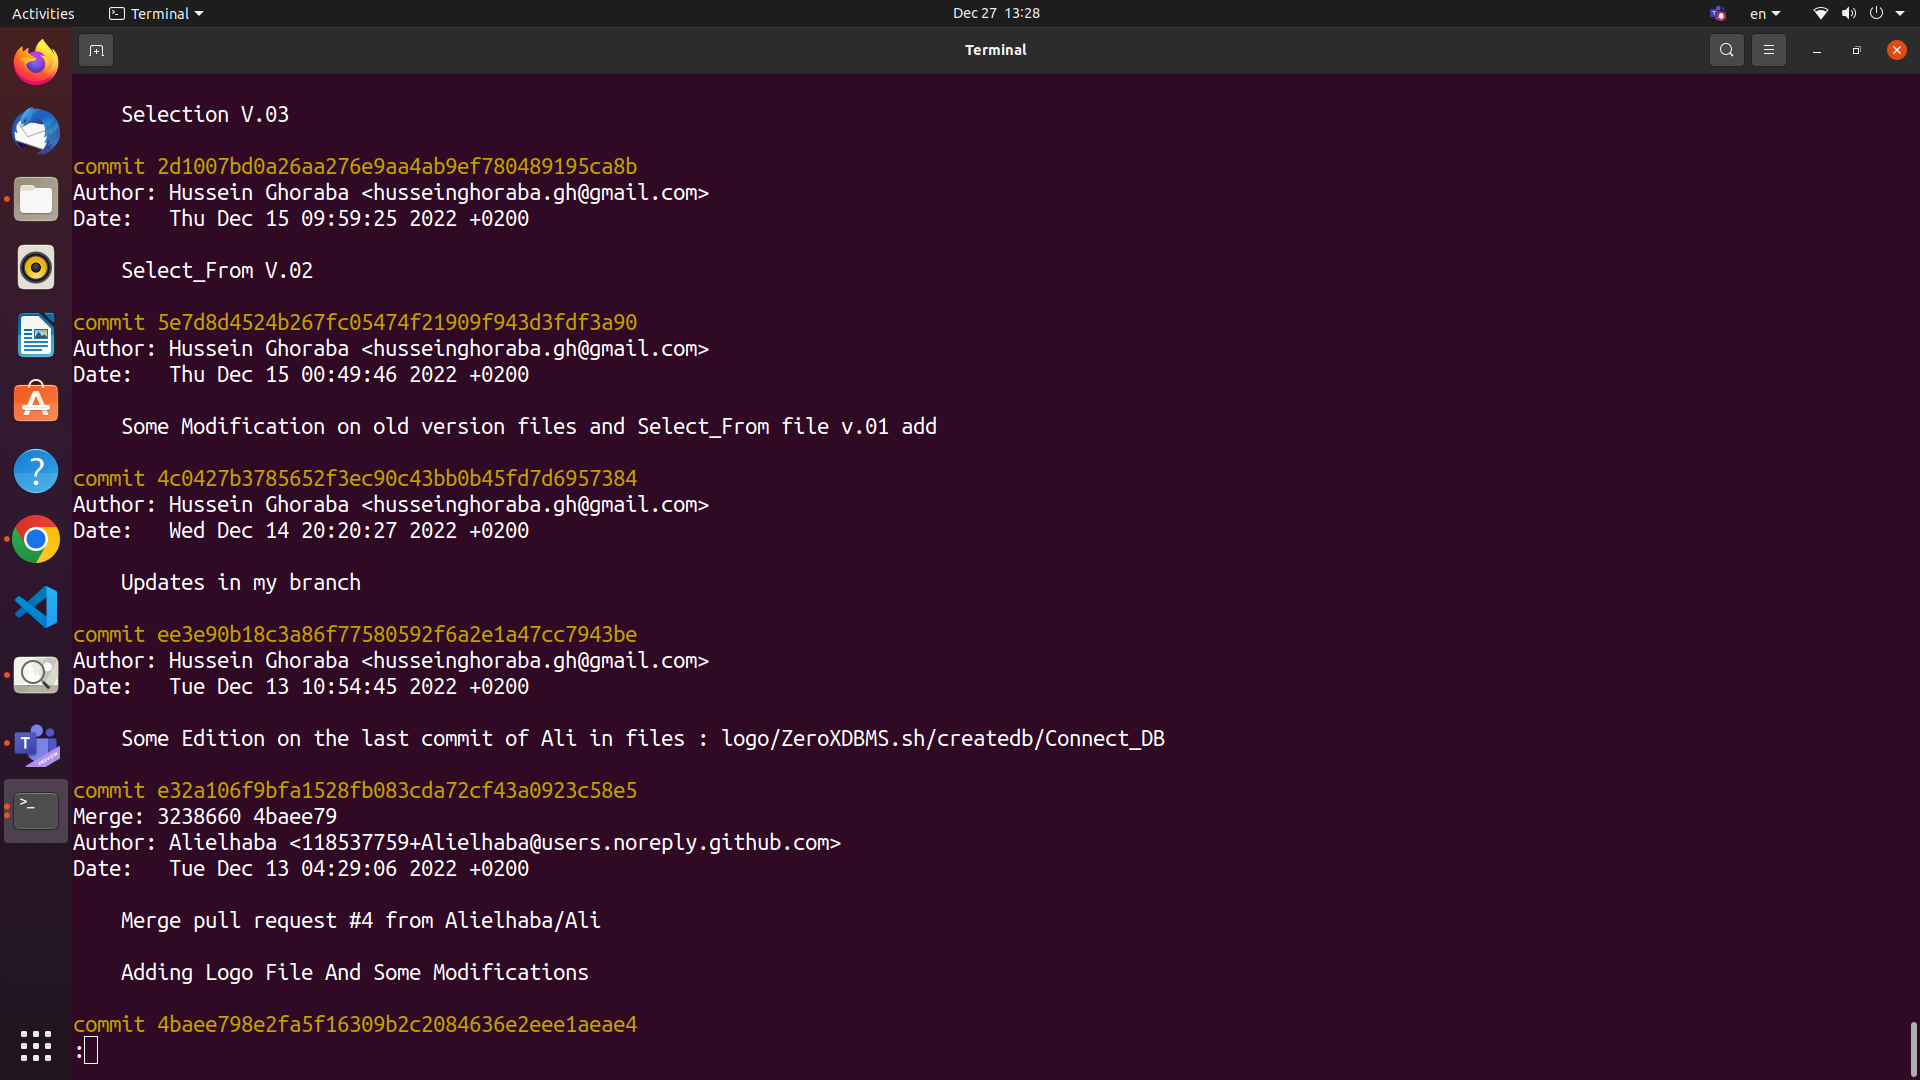 Activities
Terminal
Dec 27 13:28
en
Terminal
Selection V.03
commit 2d1007bd0a26aa276e9aa4ab9ef780489195ca8b
Author: Hussein Ghoraba <husseinghoraba.gh@gmail.com>
Date:   Thu Dec 15 09:59:25 2022 +0200
Select_From V.02
commit 5e7d8d4524b267fc05474f21909f943d3fdf3a90
Author: Hussein Ghoraba <husseinghoraba.gh@gmail.com>
Date:   Thu Dec 15 00:49:46 2022 +0200
Some Modification on old version files and Select_From file v.01 add
commit 4c0427b3785652f3ec90c43bb0b45fd7d6957384
Author: Hussein Ghoraba <husseinghoraba.gh@gmail.com>
Date:   Wed Dec 14 20:20:27 2022 +0200
Updates in my branch
commit ee3e90b18c3a86f77580592f6a2e1a47cc7943be
Author: Hussein Ghoraba <husseinghoraba.gh@gmail.com>
Date:   Tue Dec 13 10:54:45 2022 +0200
Some Edition on the last commit of Ali in files : logo/ZeroXDBMS.sh/createdb/Connect_DB
commit e32a106f9bfa1528fb083cda72cf43a0923c58e5
Merge: 3238660 4baee79
Author: Alielhaba <118537759+Alielhaba@users.noreply.github.com>
Date:   Tue Dec 13 04:29:06 2022 +0200
Merge pull request #4 from Alielhaba/Ali
Adding Logo File And Some Modifications
commit 4baee798e2fa5f16309b2c2084636e2eee1aeae4
: